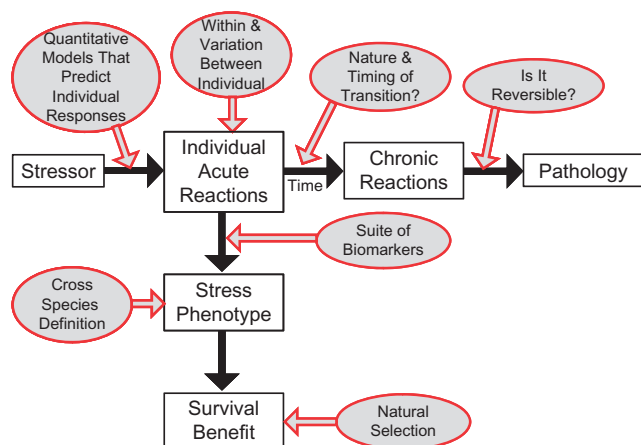 Quantitative
Models That
Predict
Individual
Responses
Within &
Variation
Between
Individual
Nature &
Timing of
Transition?
Is It
Reversible?
Stressor
Individual
Acute
Reactions
Time
Chronic
Reactions
Pathology
Suite of
Biomarkers
Cross
Species
Definition
Stress
Phenotype
Survival
Benefit
Natural
Selection